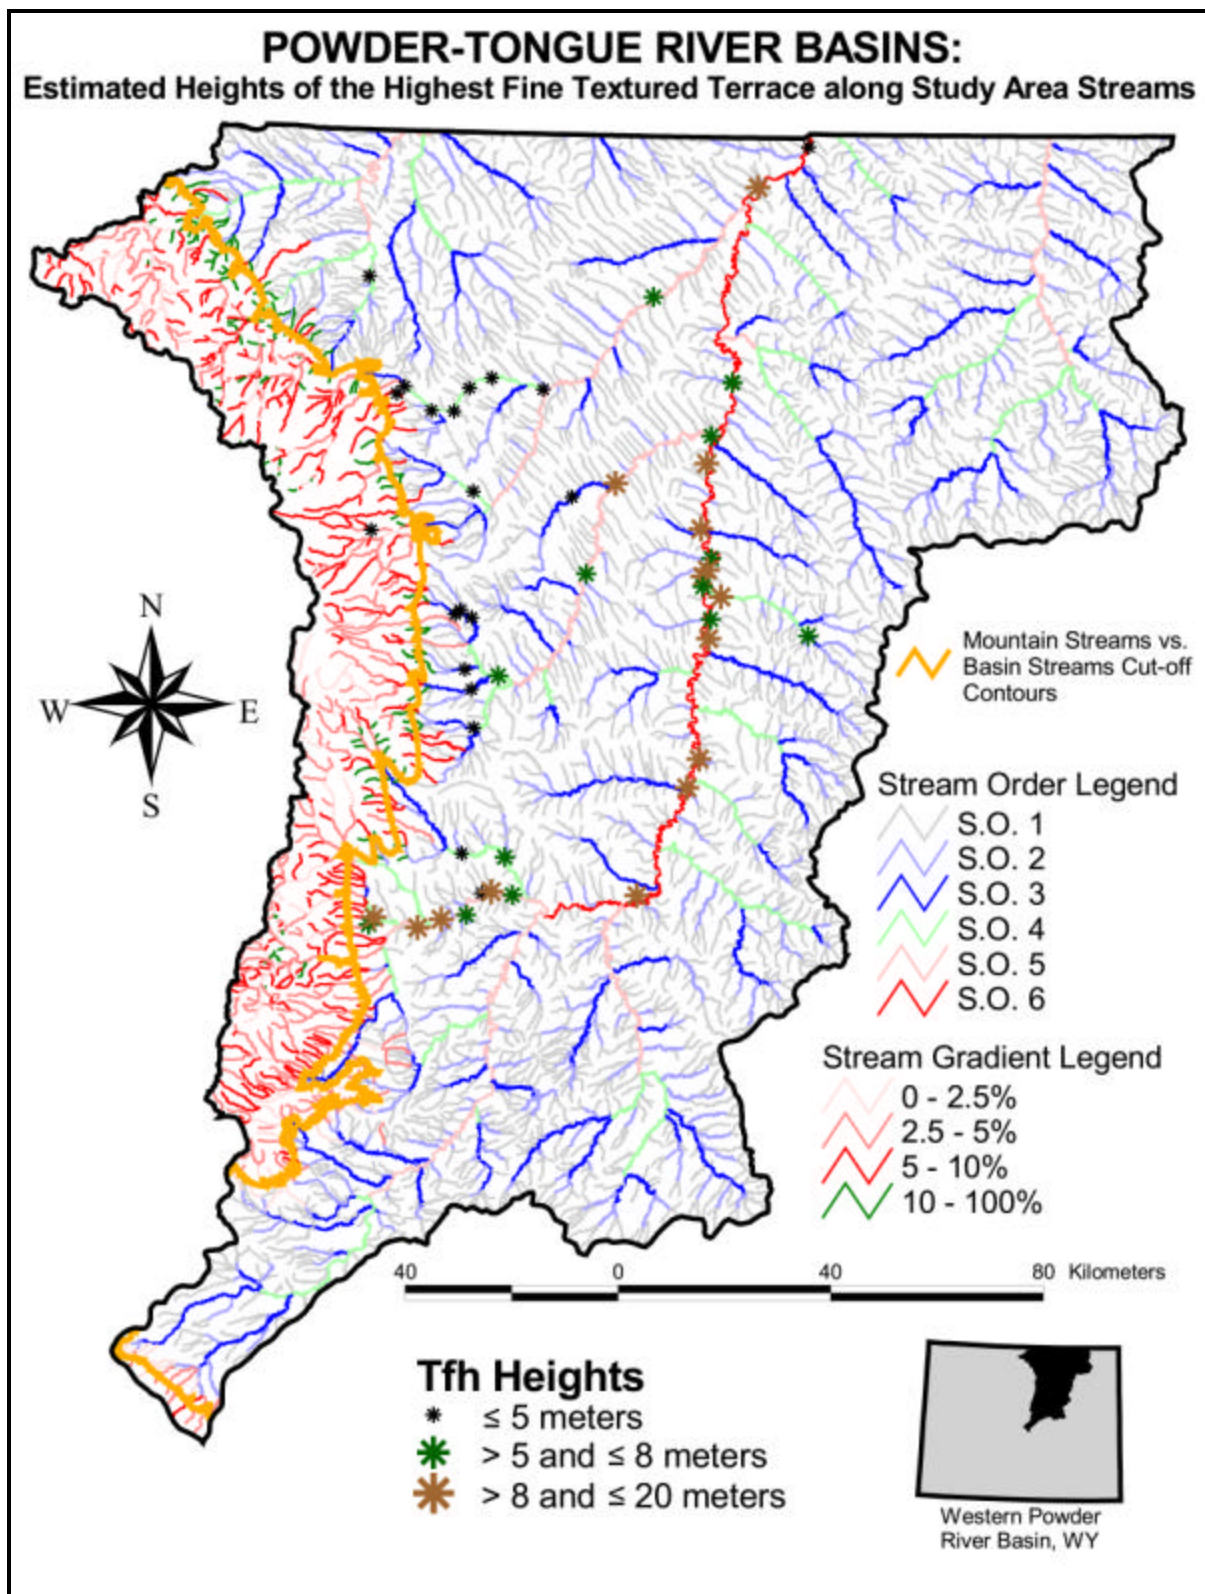 POWDER-TONGUE RIVER BASINS:
Estimated Heights of the Highest Fine Textured Terrace along Study Area Streams
N
W
E
S
Mountain Streams vs.
Basin Streams Cut-off
Contours
Stream Order Legend
S.O. 1
S.O. 2
S.O. 3
S.O. 4
S.O. 5
S.O. 6
Stream Gradient Legend
0 - 2.5%
2.5 - 5%
5 - 10%
10 - 100%
40 0 40 80 Kilometers
Tfh Heights
≤ 5 meters
> 5 and ≤ 8 meters
> 8 and ≤ 20 meters
Western Powder
River Basin, WY